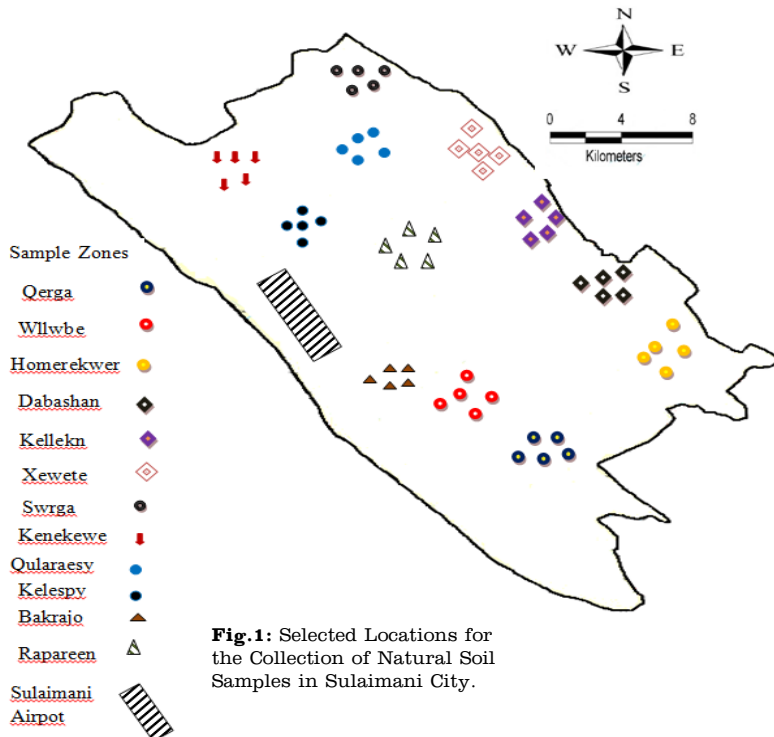 N
W E
S
0 4 8
Kilometers
Sample Zones
Qerga
Wllwbe
Homerekwer
Dabashan
Kellekn
Xewete
Swrga
Kenekewe
Qularaesy
Kelespy
Bakrajo
Rapareen
Sulaimani
Airpot
Fig.1: Selected Locations for
the Collection of Natural Soil
Samples in Sulaimani City.